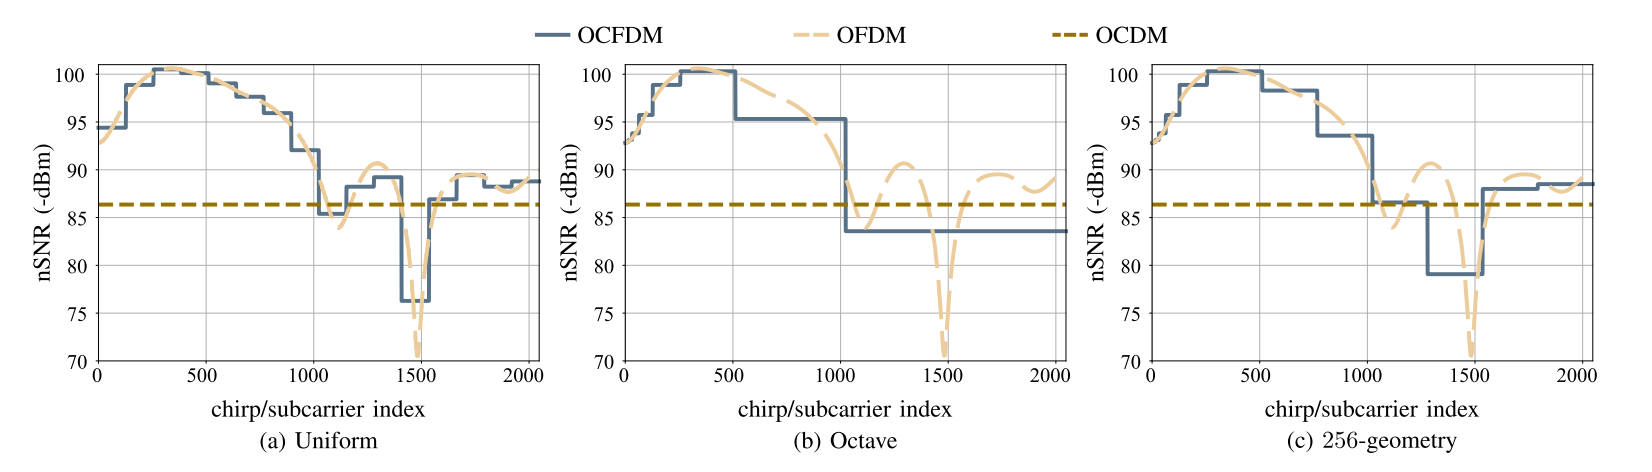 OCFDM OFDM OCDM
100 95 90 85 80 75 70
nSNR (-dBm)
0 500 1000 1500 2000
chirp/subcarrier index
(a) Uniform
100 95 90 85 80 75 70
nSNR (-dBm)
0 500 1000 1500 2000
chirp/subcarrier index
(b) Octave
100 95 90 85 80 75 70
nSNR (-dBm)
0 500 1000 1500 2000
chirp/subcarrier index
(c) 256-geometry